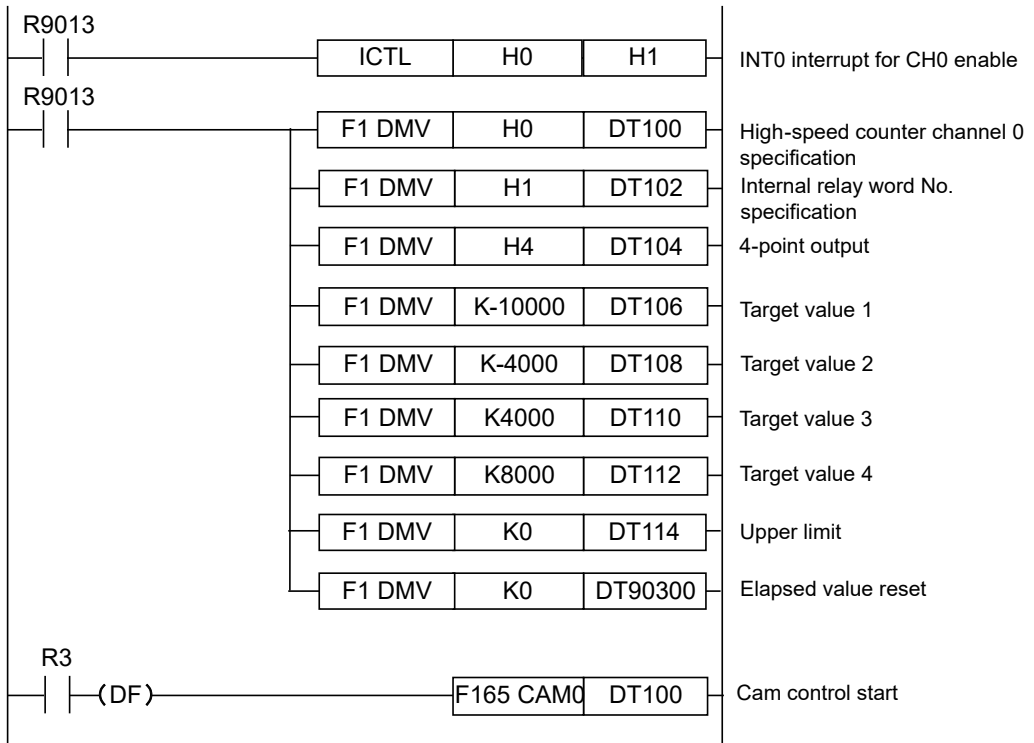 R9013
ICTL H0 H1 INT0 interrupt for CH0 enable
R9013
F1 DMV H0 DT100 High-speed counter channel 0
specification
F1 DMV H1 DT102 Internal relay word No.
specification
F1 DMV H4 DT104 4-point output
F1 DMV K-10000 DT106 Target value 1
F1 DMV K-4000 DT108 Target value 2
F1 DMV K4000 DT110 Target value 3
F1 DMV K8000 DT112 Target value 4
F1 DMV K0 DT114 Upper limit
F1 DMV K0 DT90300 Elapsed value reset
R3
(DF) F165 CAM0 DT100 Cam control start